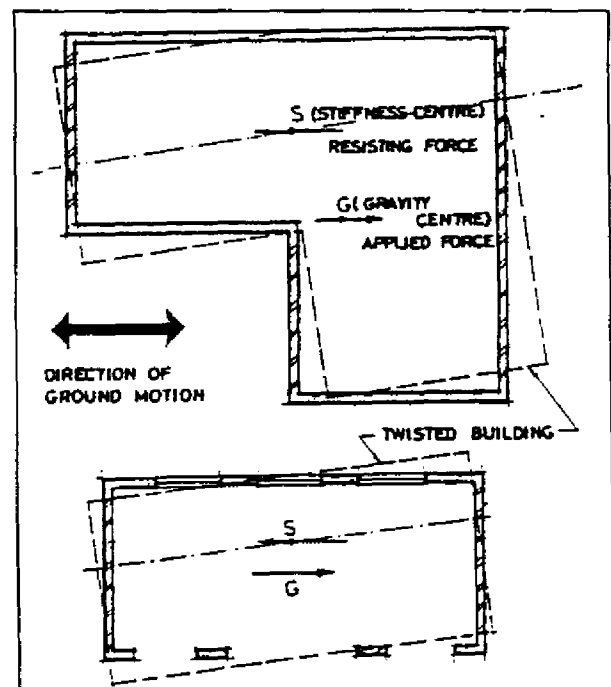 S (STIFFNESS-CENTRE)
RESISTING FORCE
G(GRAVITY
CENTRE)
APPLIED FORCE
DIRECTION OF
GROUND MOTION
TWISTED BUILDING
S
G